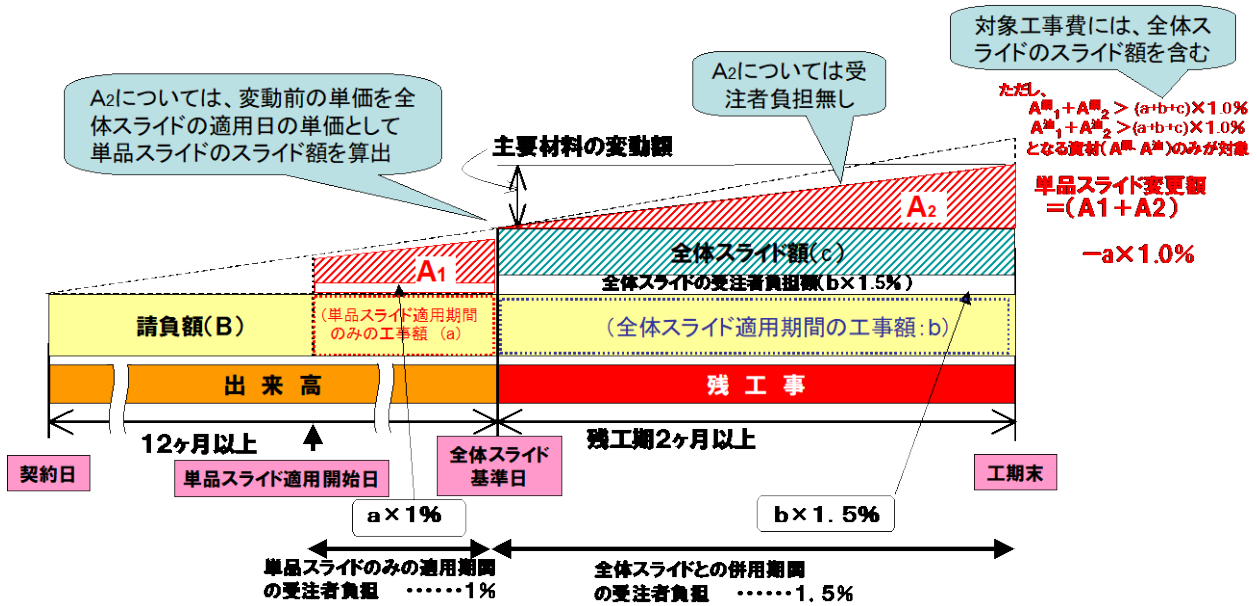 対象工事費には、全体ス
ライドのスライド額を含む
A2については受
注者負担無し
A2については、変動前の単価を全
体スライドの適用日の単価として
単品スライドのスライド額を算出
ただし、
A鋼1+A鋼2>(a+b+c)×1.0%
A油1+A油2>(a+b+c)×1.0%
となる資材(A鋼 A油)のみが対象
主要材料の変動額
単品スライド変更額
=(A1+A2)
-a×1.0%
A2
A1
全体スライド額(c)
全体スライドの受注者負担額(b×1.5%)
請負額(B)
(単品スライド適用期間
のみの工事額 (a)
(全体スライド適用期間の工事額:b)
出 来 高
残 工 事
12ヶ月以上
残工期2ヶ月以上
契約日
単品スライド適用開始日
全体スライド
基準日
工期末
a×1%
b×1.5%
単品スライドのみの適用期間
の受注者負担 ‥‥‥1%
全体スライドとの併用期間
の受注者負担 ‥‥‥1.5%